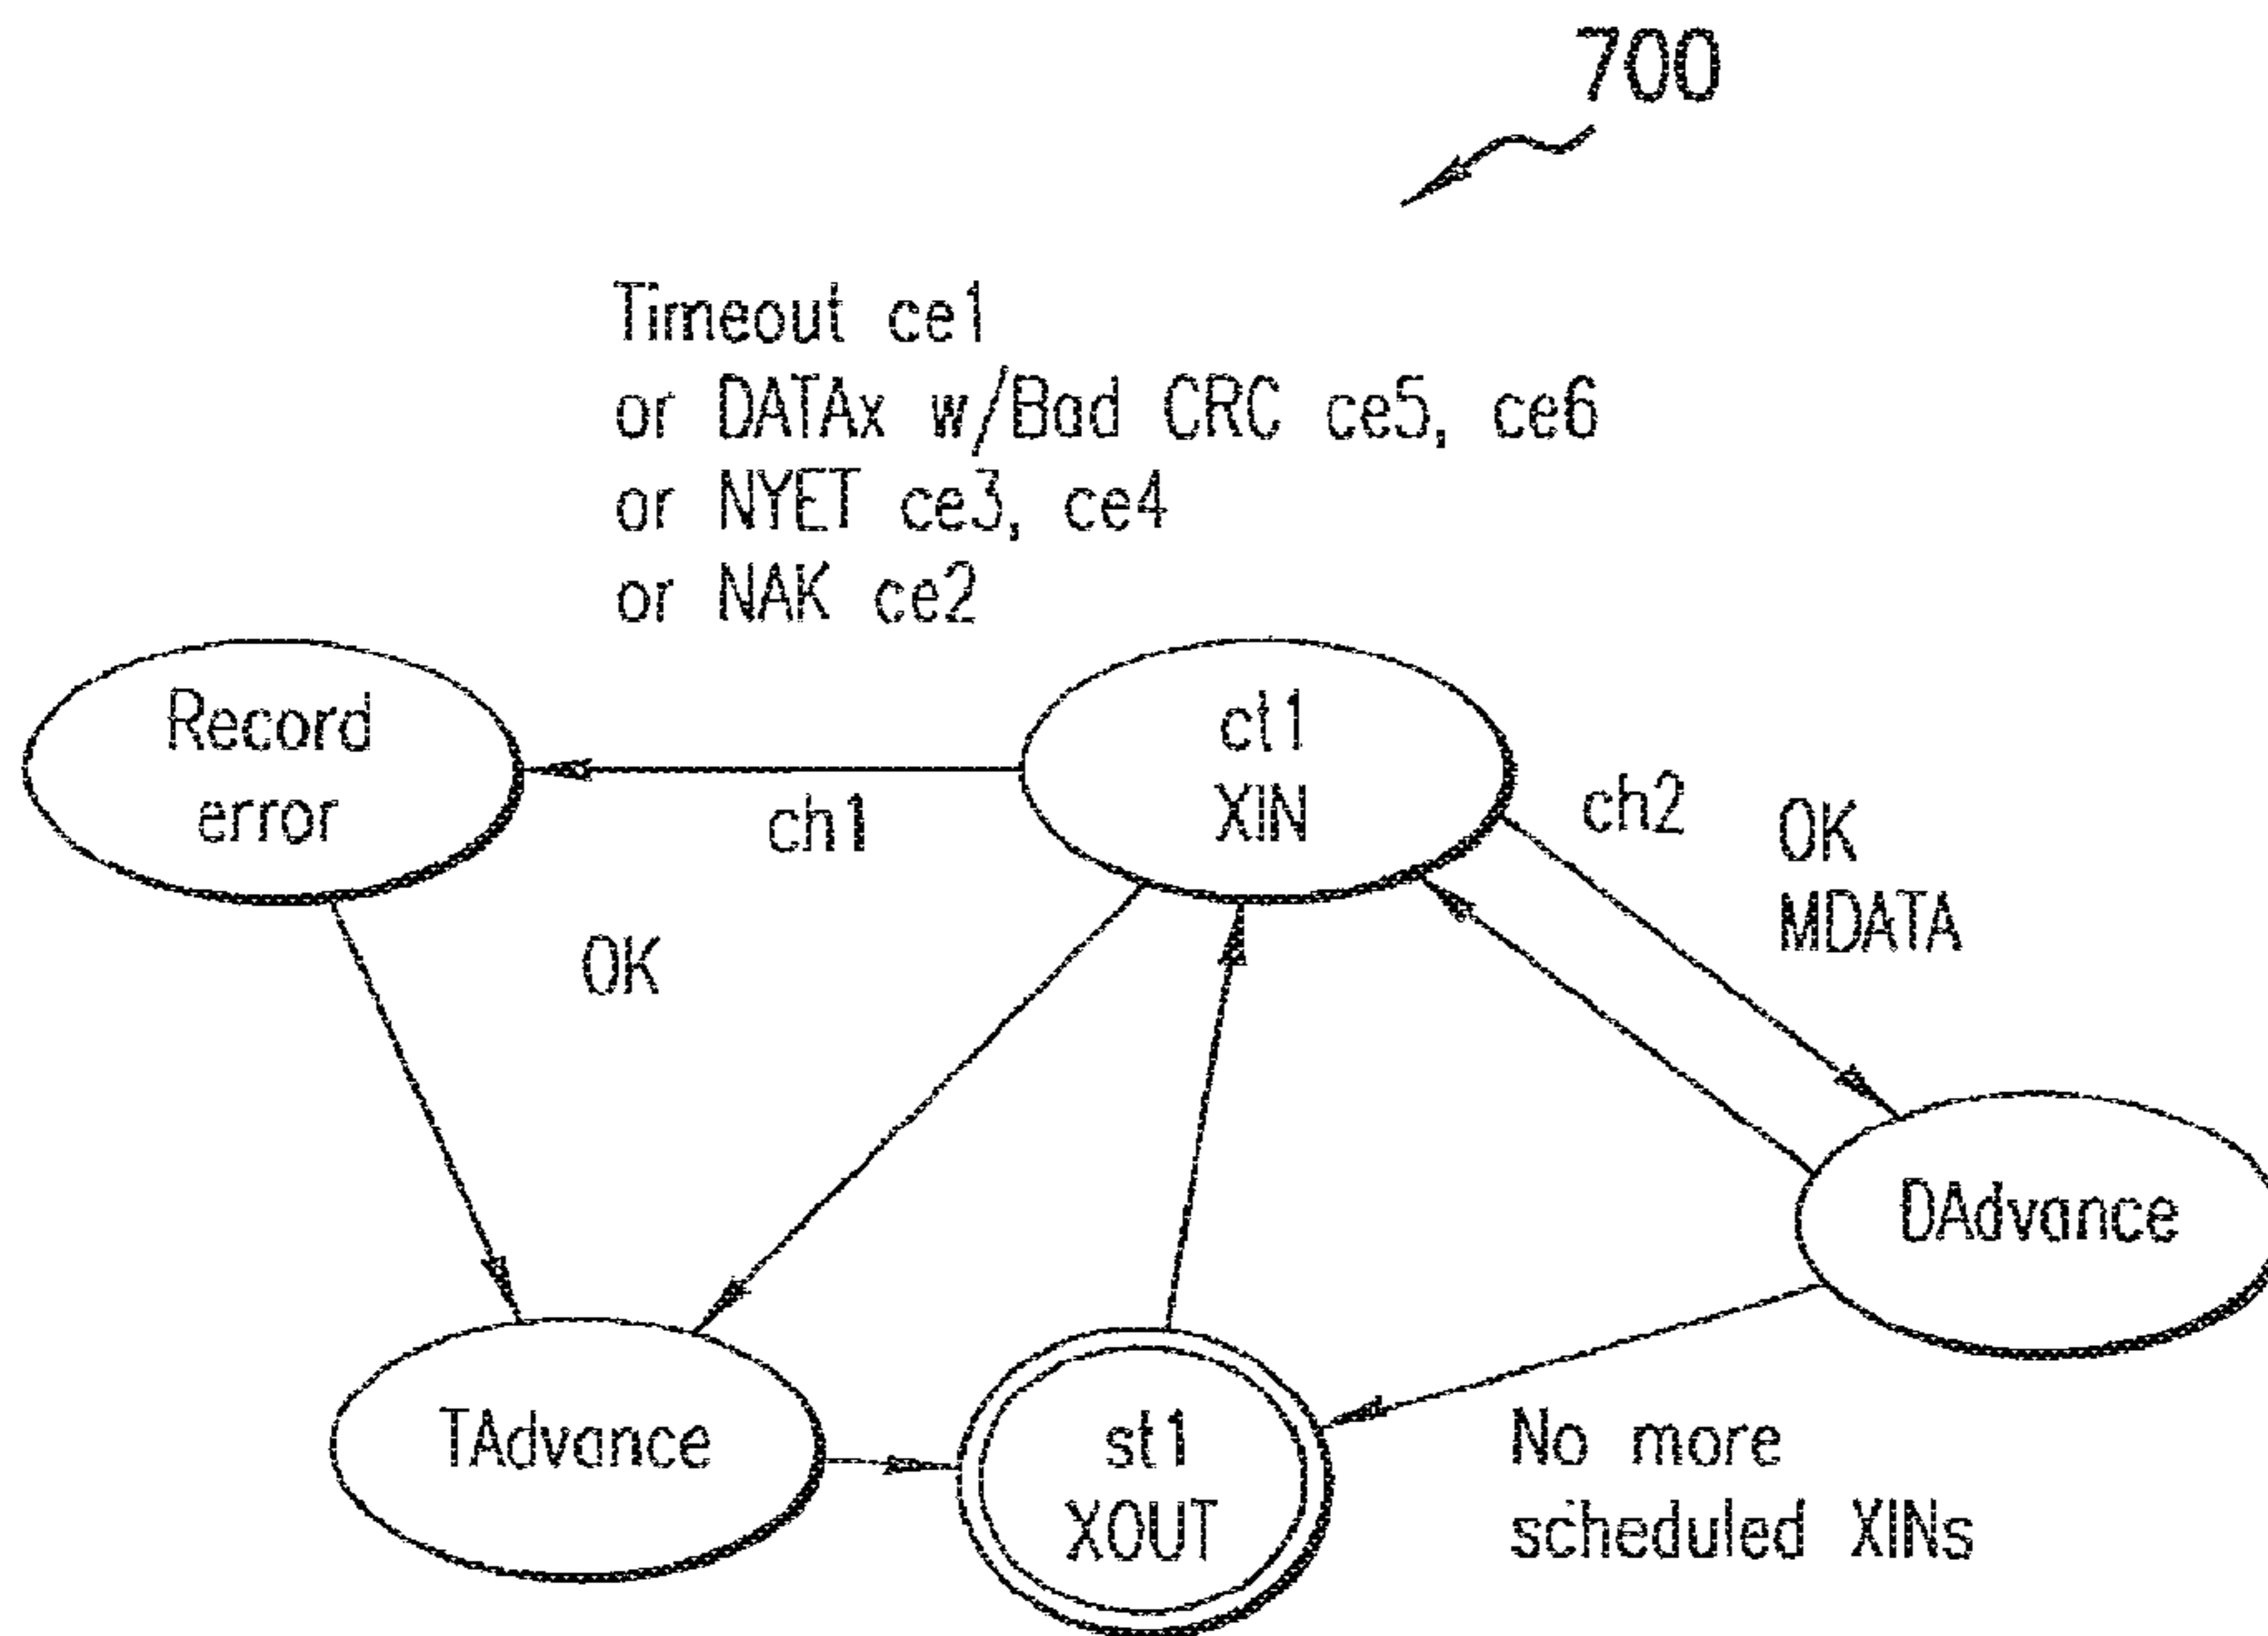 700
Timeout ce1
or DATAx w/Bad CRC ce5, ce6
or NYET ce3, ce4
or NAK ce2
Record
error
ch1
ct1
XIN
ch2
OK
MDATA
OK
DAdvance
TAdvance
st1
XOUT
No more
scheduled XINs